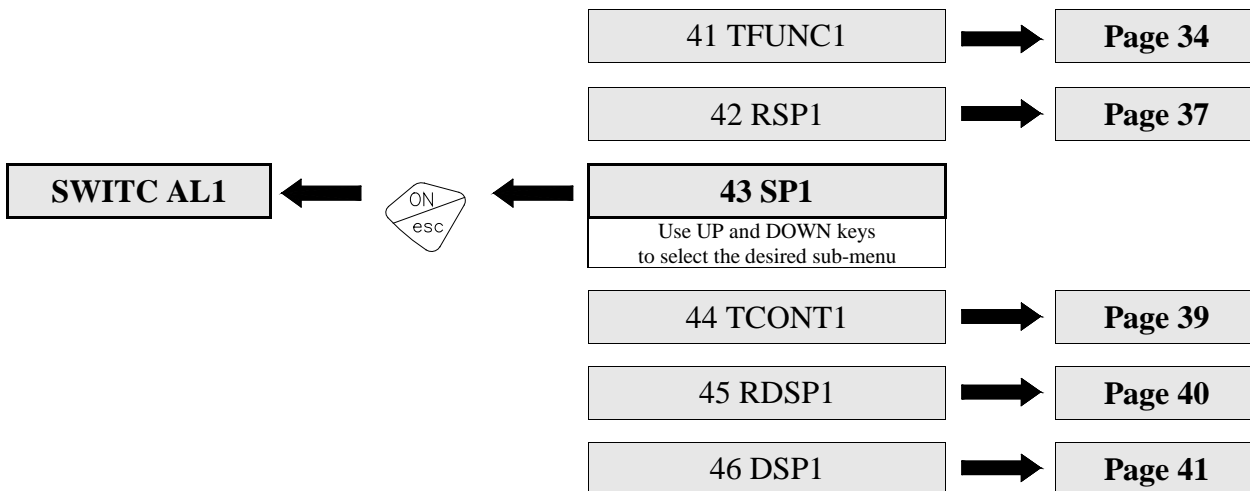 41 TFUNC1
Page 34
42 RSP1
Page 37
SWITC AL1
ON
esc
43 SP1
Use UP and DOWN keys
to select the desired sub-menu
44 TCONT1
Page 39
45 RDSP1
Page 40
46 DSP1
Page 41